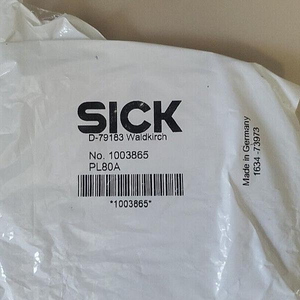 SICK
D-79183 Waldkirch
No. 1003865
PL80A
*1003865*
Made in Germany
1634 -73973